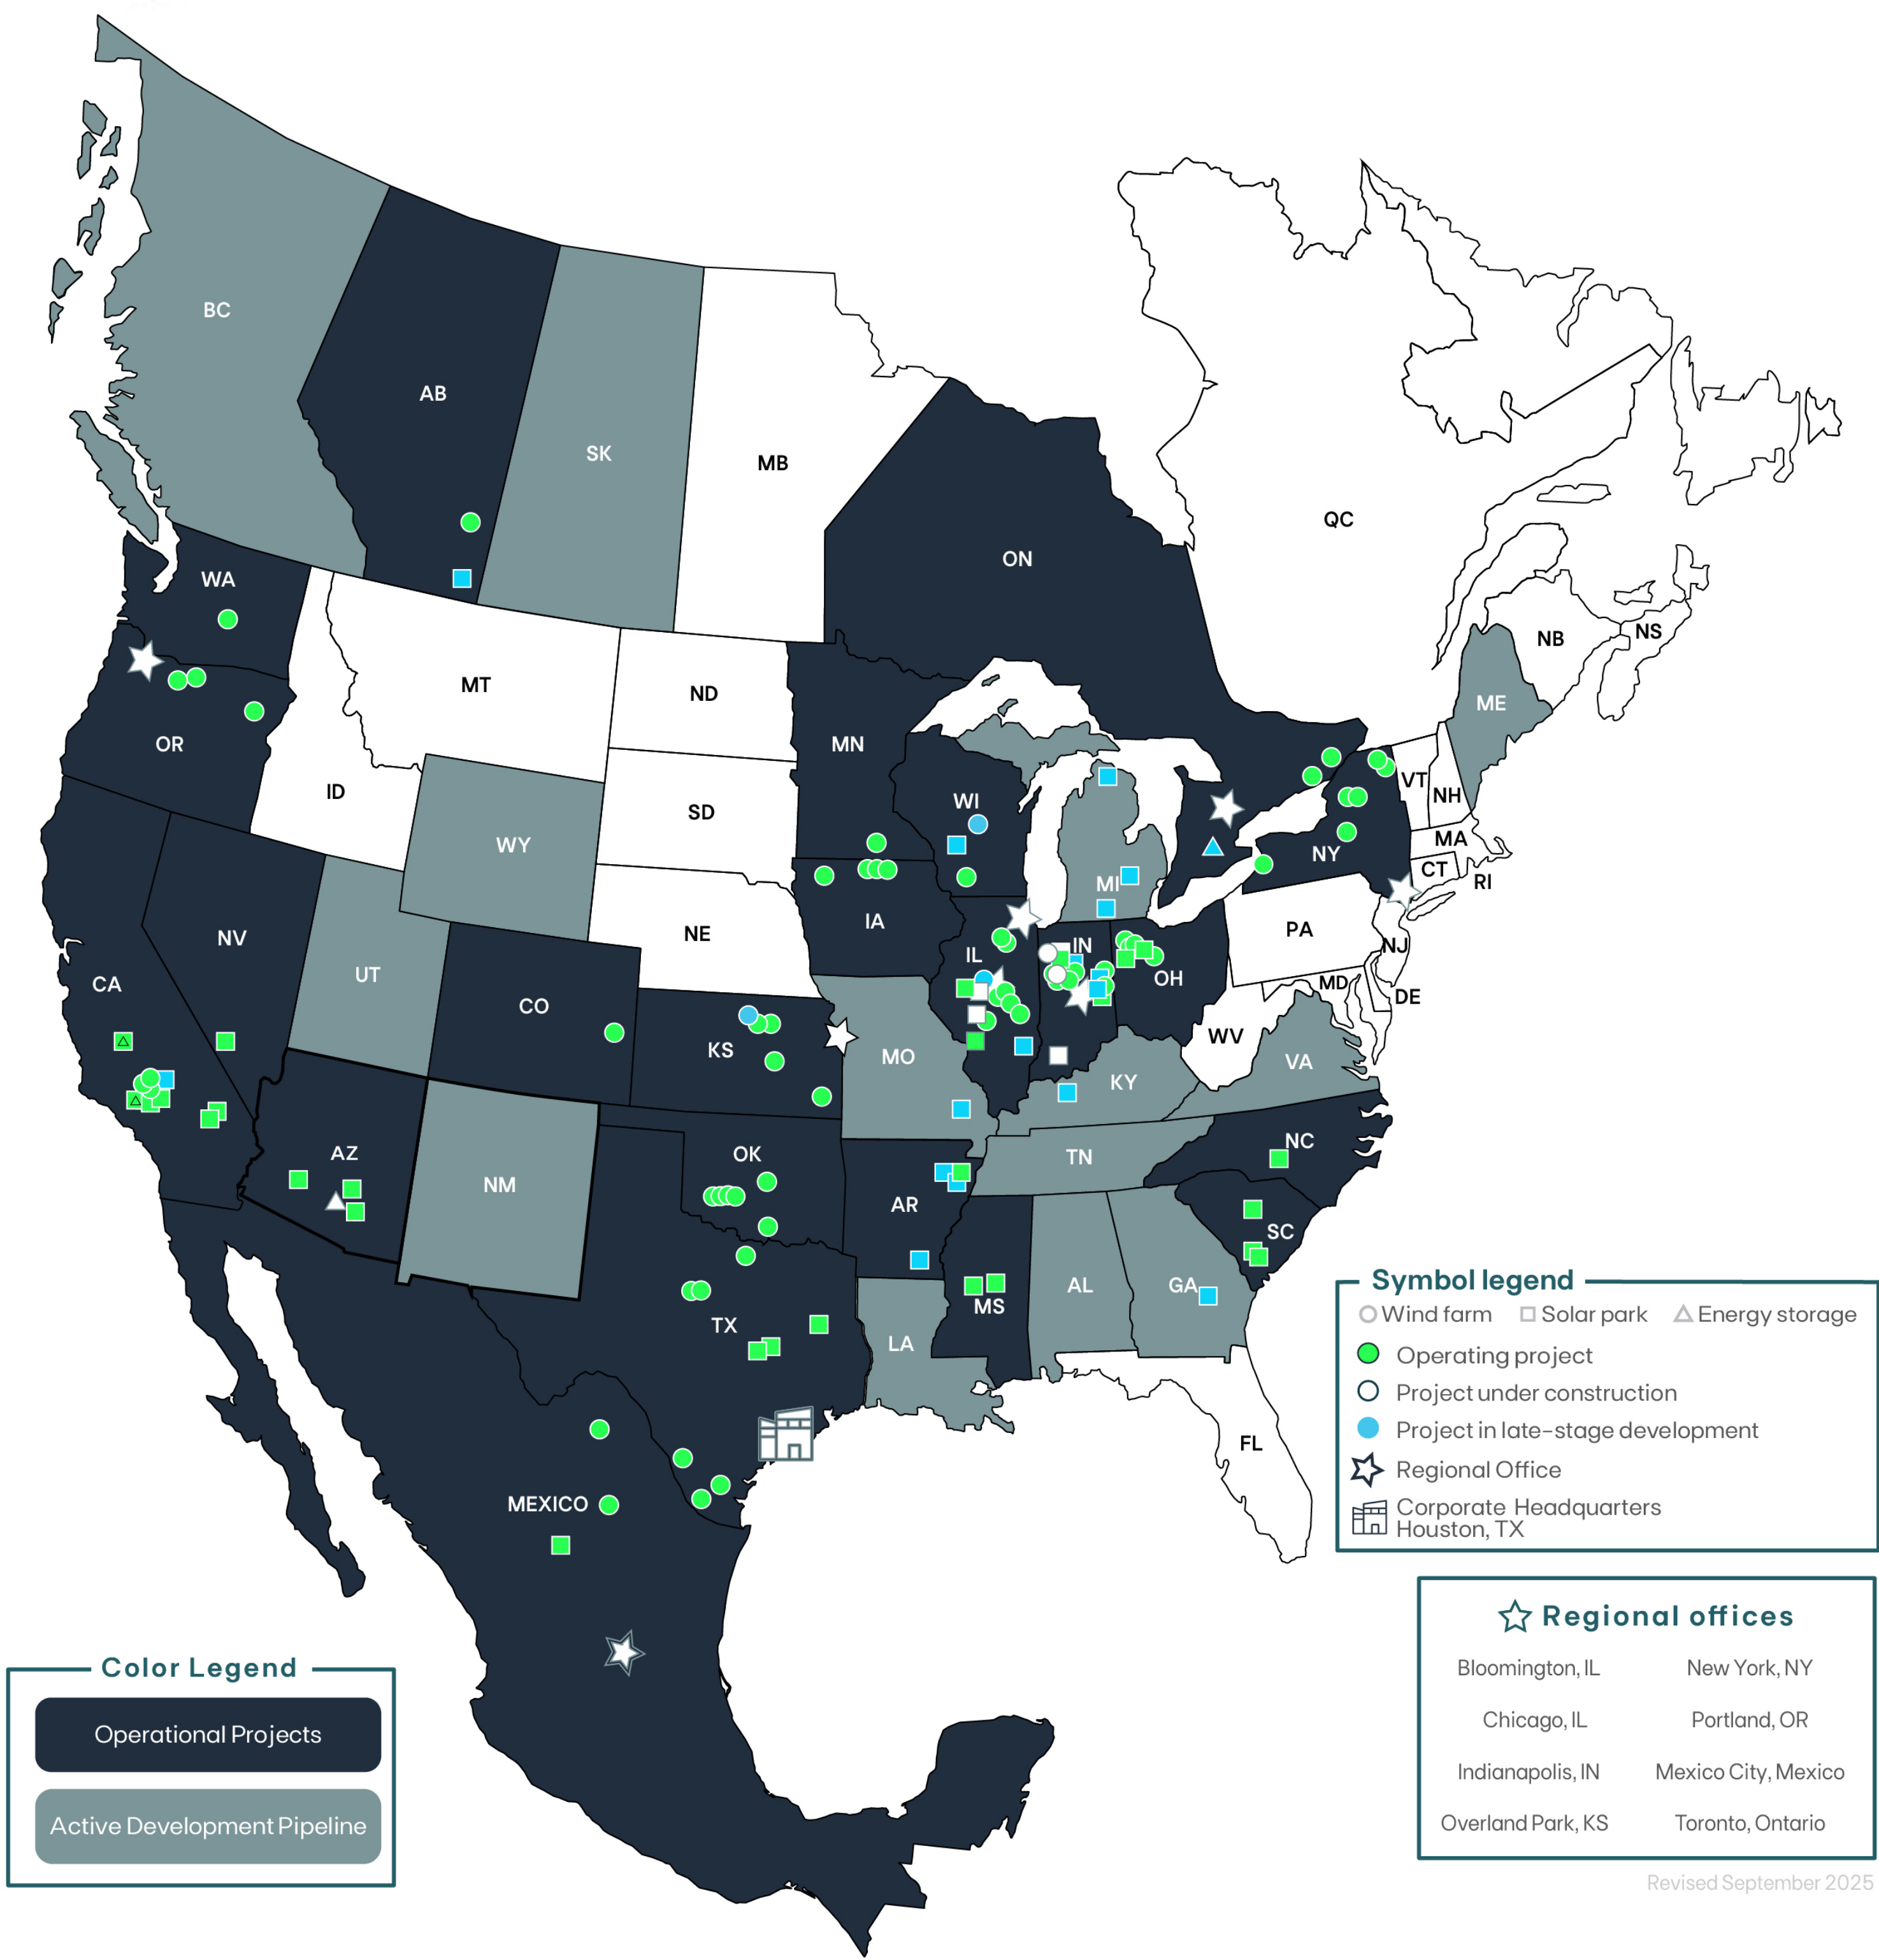 BC
AB
SK
MB
ON
QC
NB
NS
ME
WA
OR
MT
ND
MN
ID
WY
SD
WI
MI
VT
NH
MA
NY
CT
RI
NV
NE
IA
PA
NJ
CA
UT
CO
IL
IN
OH
MD
DE
KS
MO
WV
VA
KY
AZ
NM
OK
AR
TN
NC
SC
TX
LA
MS
AL
GA
FL
MEXICO
Symbol legend
Wind farm
Solar park
Energy storage
Operating project
Project under construction
Project in late-stage development
Regional Office
Corporate Headquarters
Houston, TX
Regional offices
Bloomington, IL
New York, NY
Chicago, IL
Portland, OR
Indianapolis, IN
Mexico City, Mexico
Overland Park, KS
Toronto, Ontario
Color Legend
Operational Projects
Active Development Pipeline
Revised September 2025